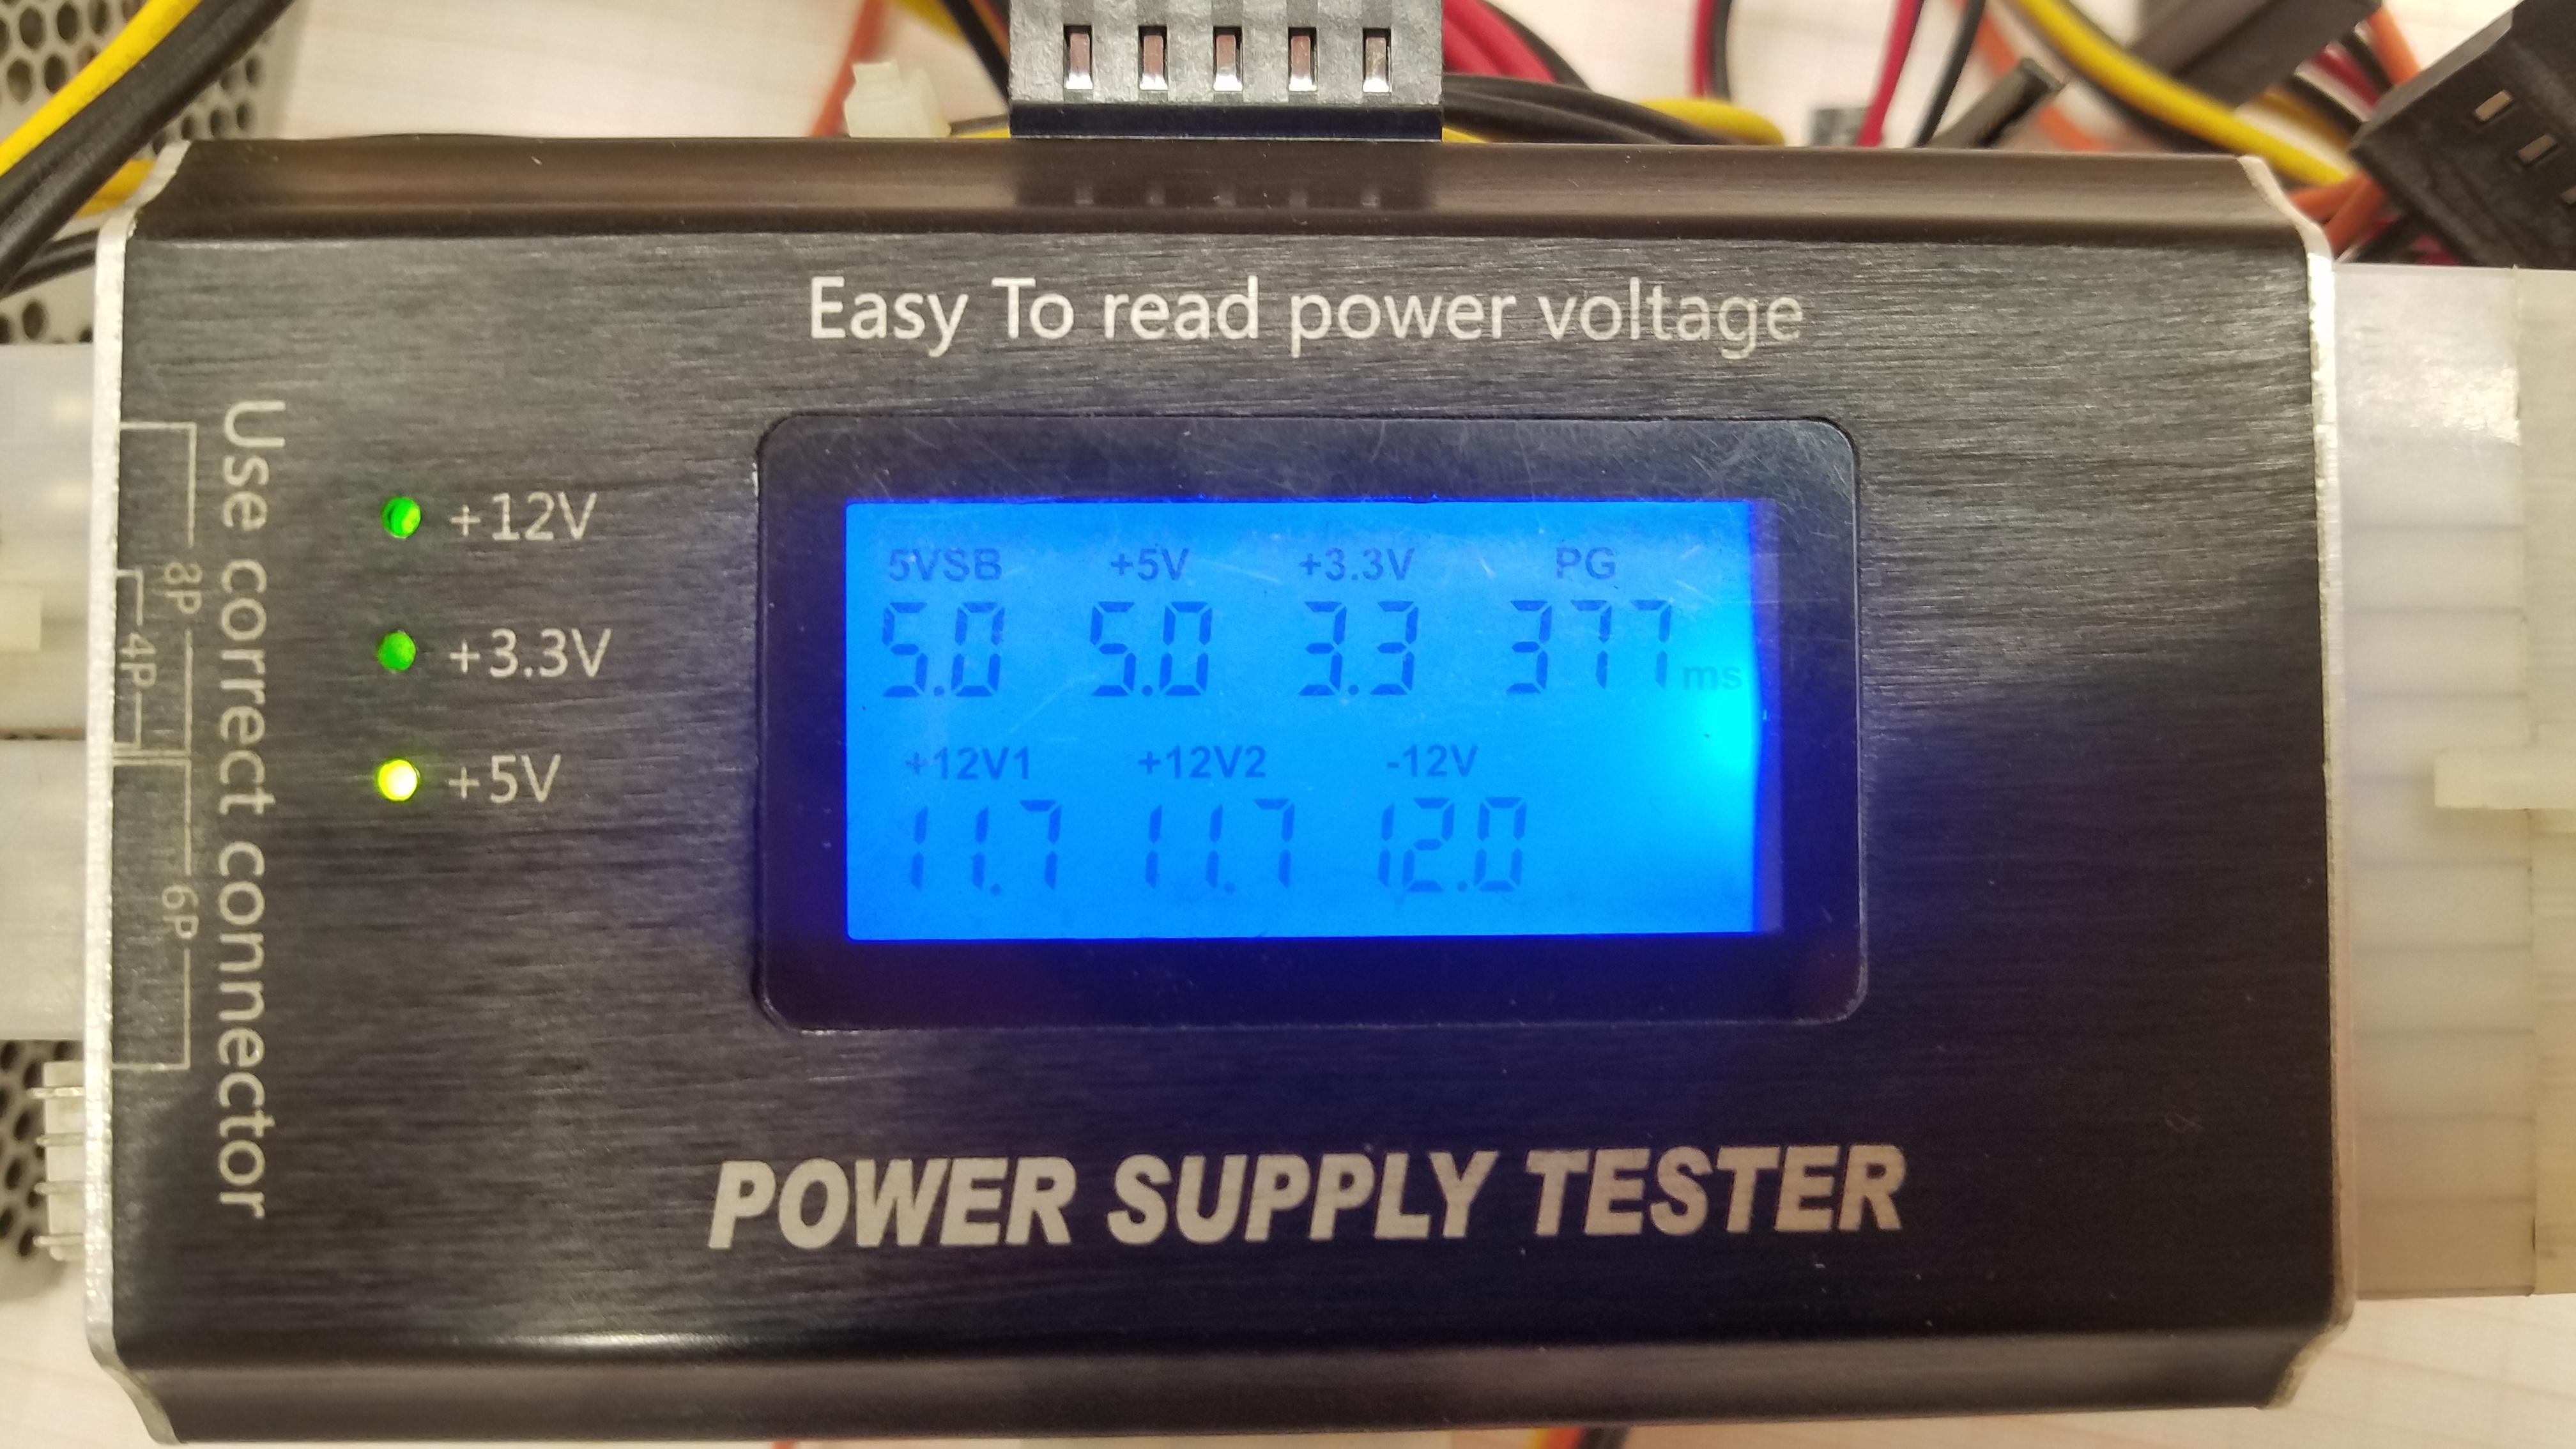 Easy To read power voltage
Use correct connector
8P
4P
6P
+12V
+3.3V
+5V
5VSB +5V +3.3V PG
5.0 5.0 3.3 377 ms
+12V1 +12V2 -12V
11.7 11.7 12.0
POWER SUPPLY TESTER